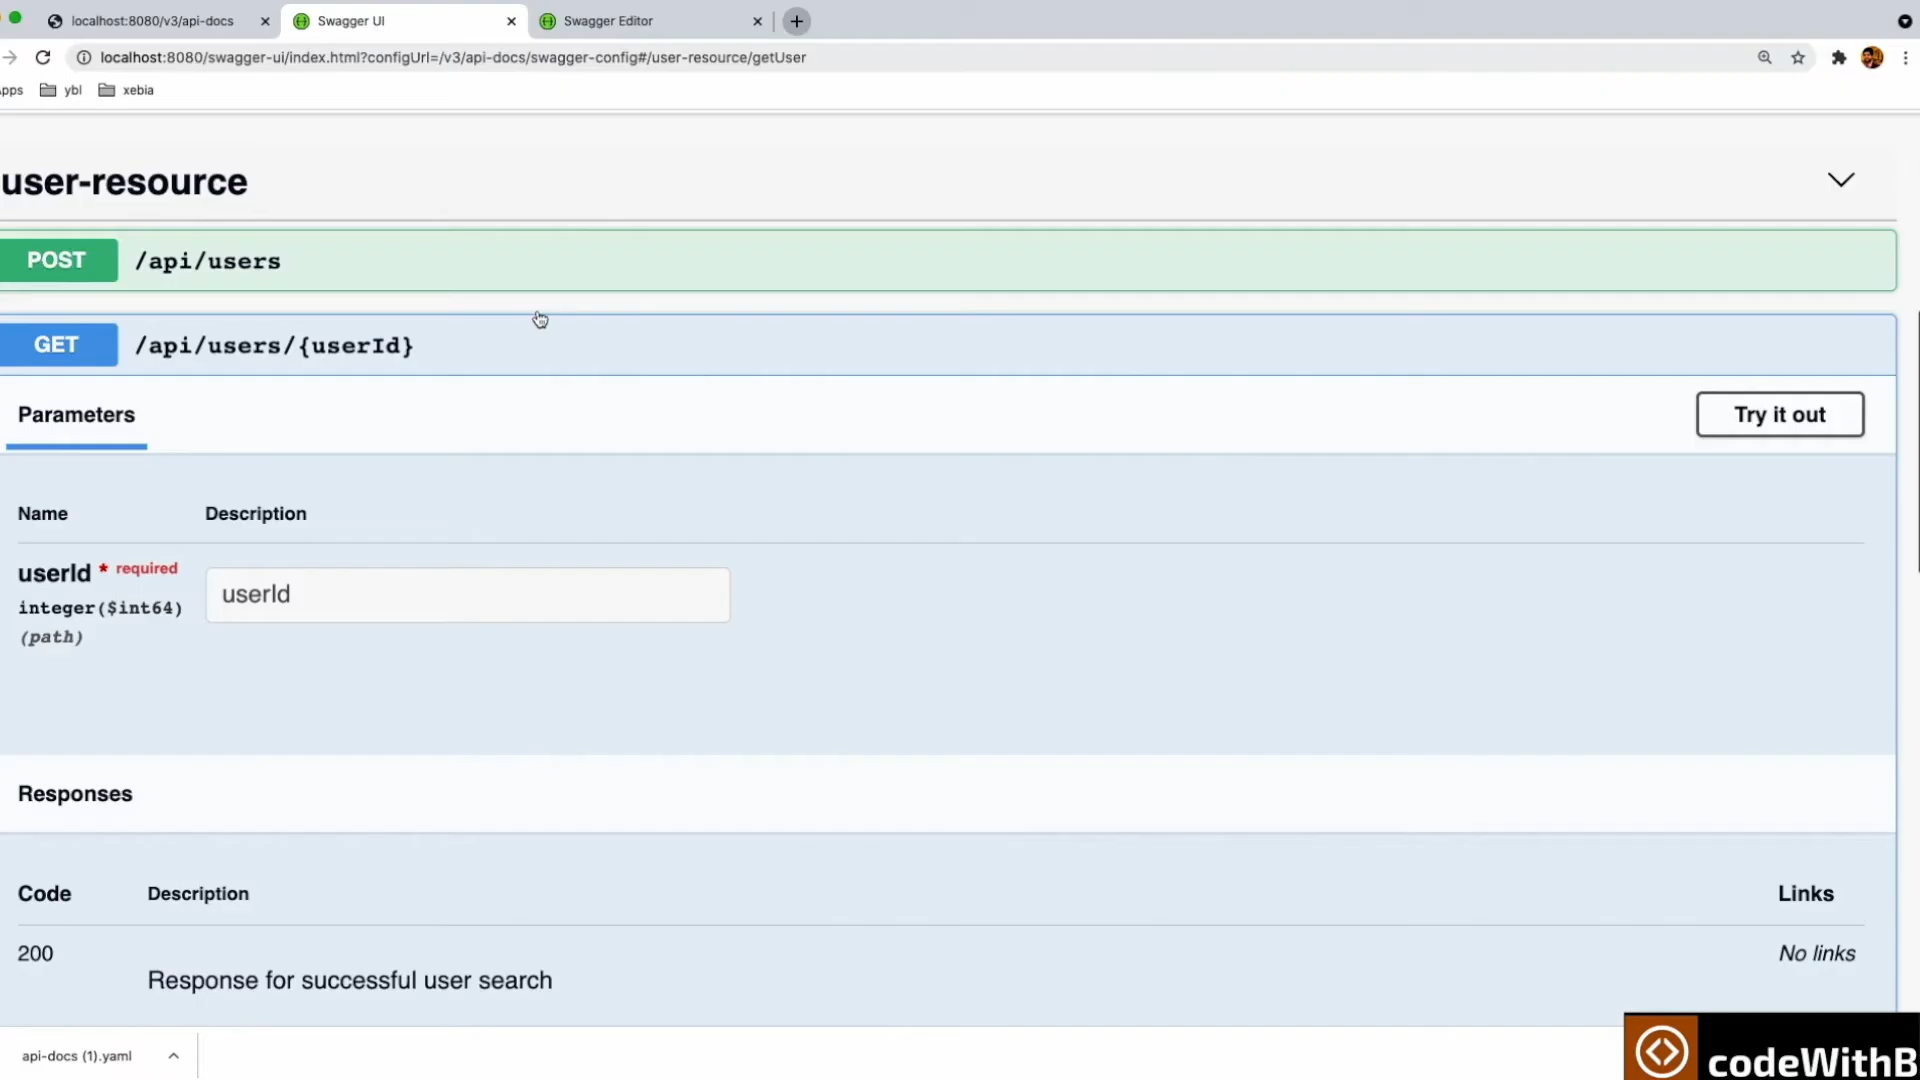 localhost:8080/v3/api-docs
Swagger UI
Swagger Editor
localhost:8080/swagger-ui/index.html?configUrl=/v3/api-docs/swagger-config#/user-resource/getUser
pps
ybl
xebia
user-resource
POST /api/users
GET /api/users/{userId}
Parameters
Try it out
Name Description
userId * required
integer($int64)
(path)
userId
Responses
Code Description Links
200 No links
Response for successful user search
api-docs (1).yaml
codeWithB